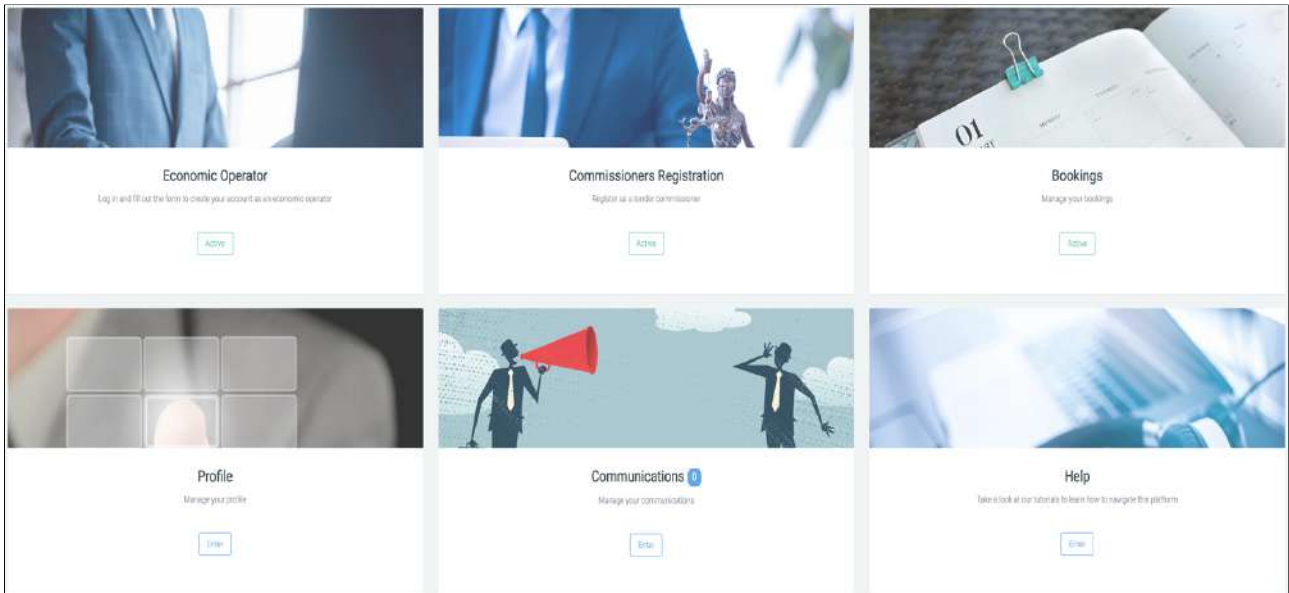 01
Economic Operator
Log in and fill out the form to create your account as an economic operator
Active
Commissioners Registration
Register as a tender commissioner
Active
Bookings
Manage your bookings
Active
Profile
Manage your profile
Enter
Communications 0
Manage your communications
Enter
Help
Take a look at our tutorials to learn how to navigate the platform
Enter